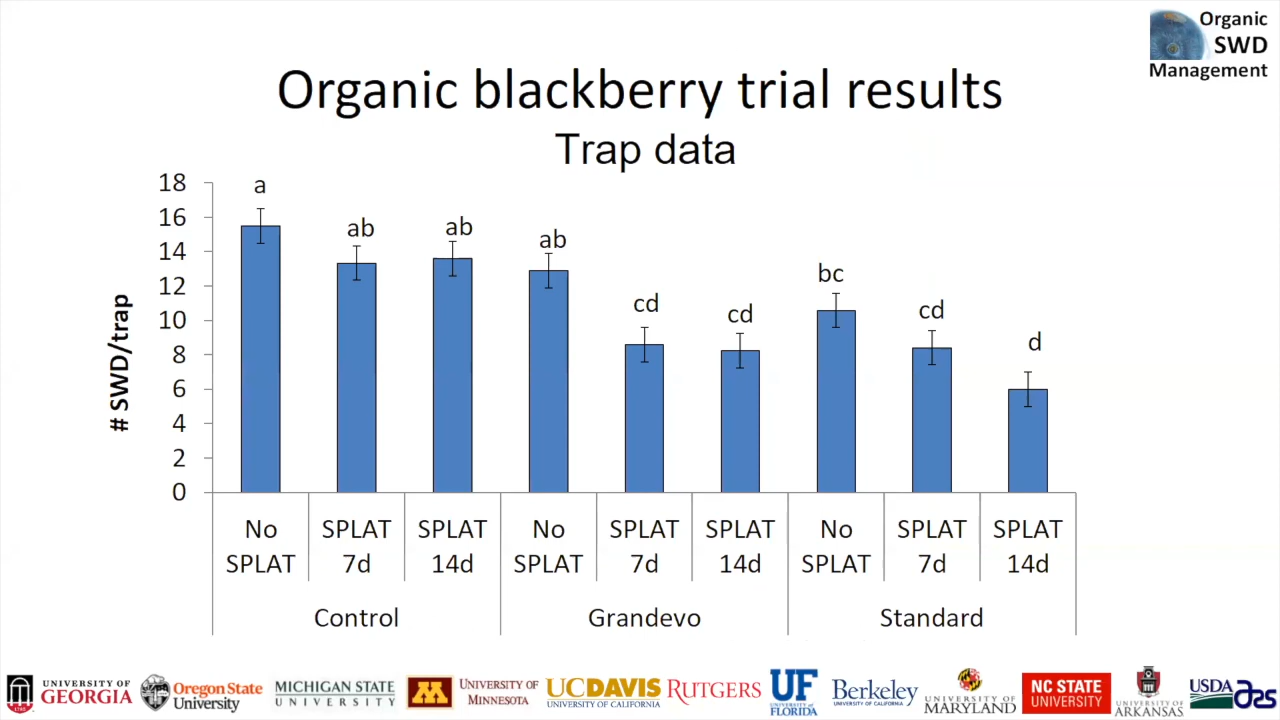 Organic
SWD
Management
Organic blackberry trial results
Trap data
# SWD/trap
18
16
14
12
10
8
6
4
2
0
a
ab
ab
ab
cd
cd
bc
cd
d
No SPLAT
SPLAT 7d
SPLAT 14d
No SPLAT
SPLAT 7d
SPLAT 14d
No SPLAT
SPLAT 7d
SPLAT 14d
Control
Grandevo
Standard
UNIVERSITY OF
GEORGIA
Oregon State
University
MICHIGAN STATE
UNIVERSITY
M
UNIVERSITY OF
MINNESOTA
UCDAVIS
UNIVERSITY OF CALIFORNIA
RUTGERS
UF
UNIVERSITY of
FLORIDA
Berkeley
UNIVERSITY OF CALIFORNIA
UNIVERSITY OF
MARYLAND
NC STATE
UNIVERSITY
UNIVERSITY OF
ARKANSAS
USDA
ars